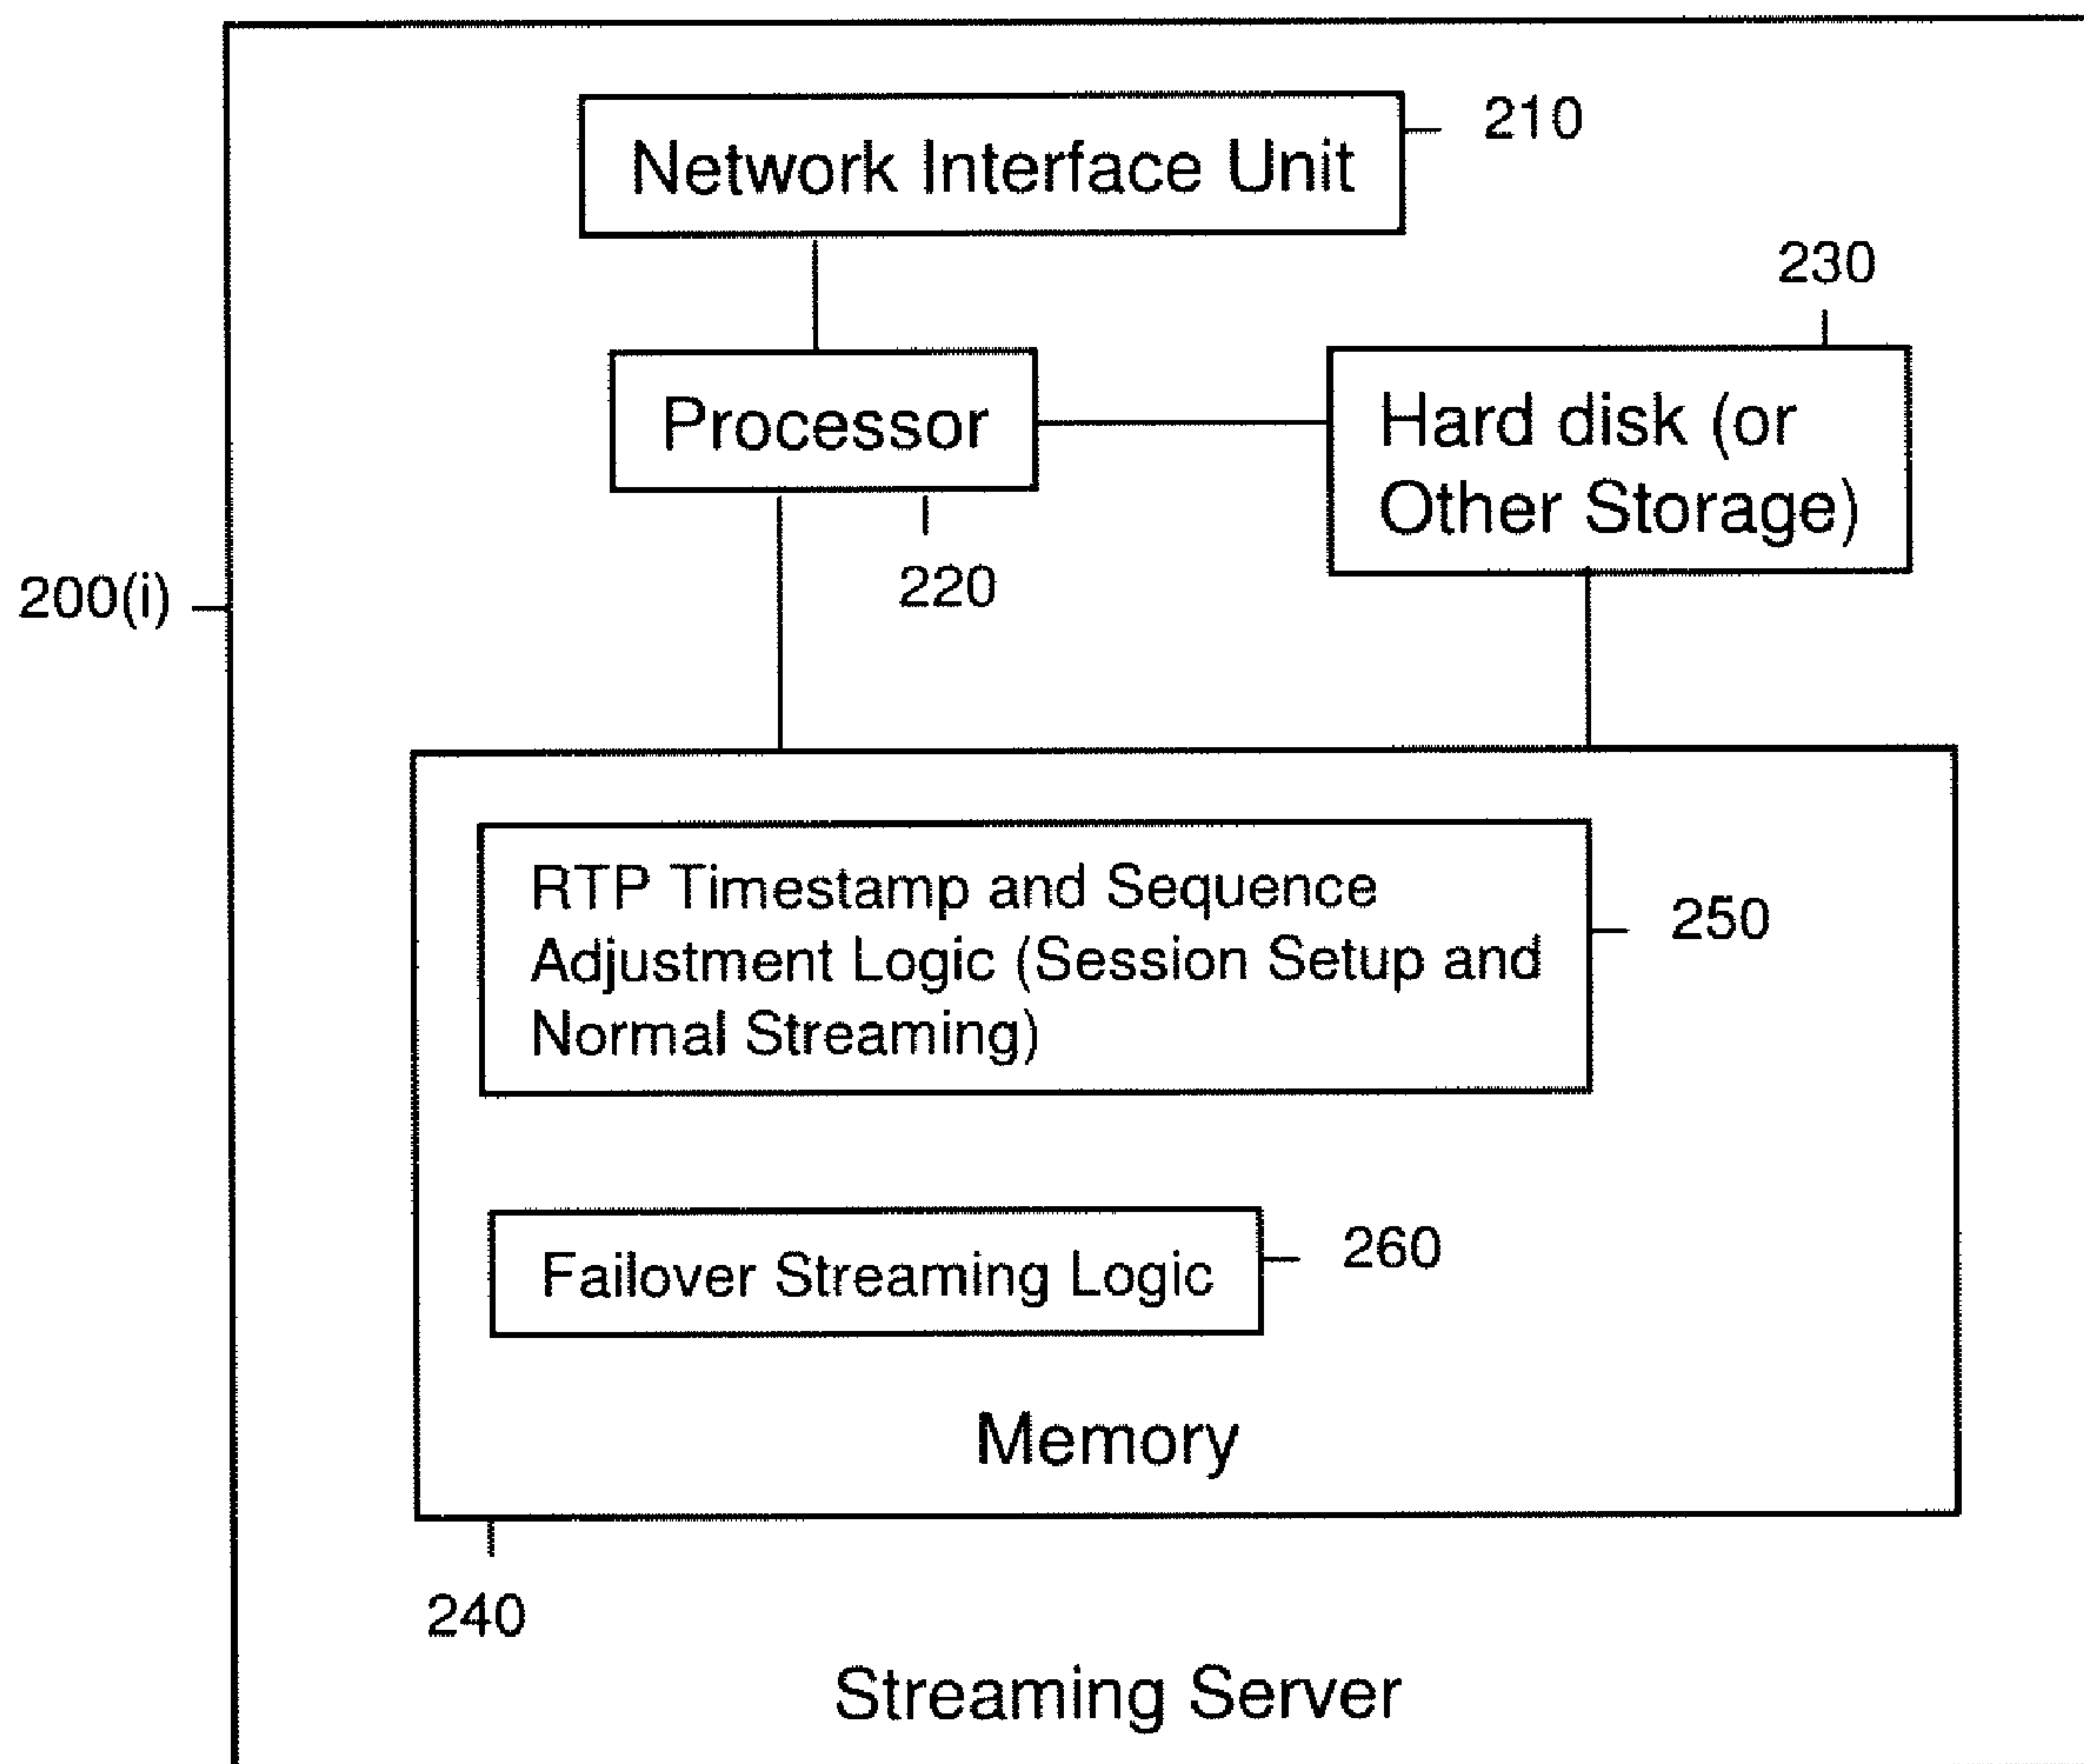 Network Interface Unit
210
230
Processor
Hard disk (or
Other Storage)
220
200(i)
RTP Timestamp and Sequence
Adjustment Logic (Session Setup and
Normal Streaming)
250
Failover Streaming Logic
260
Memory
240
Streaming Server